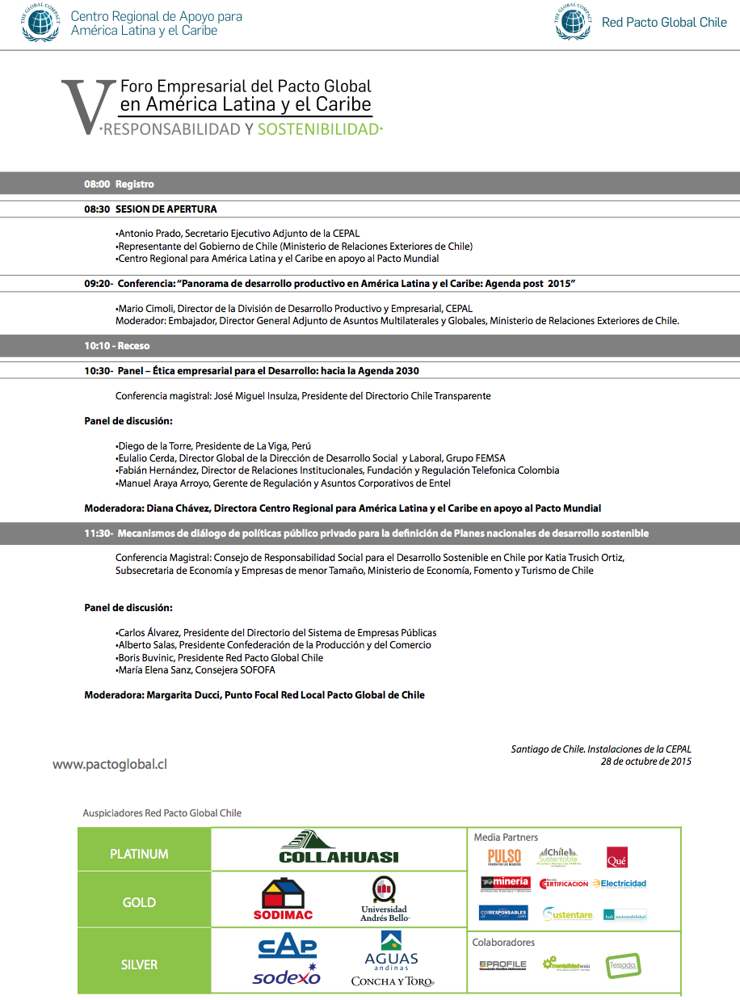 THE GLOBAL COMPACT
Centro Regional de Apoyo para
América Latina y el Caribe
THE GLOBAL COMPACT
Red Pacto Global Chile
V Foro Empresarial del Pacto Global
en América Latina y el Caribe
·RESPONSABILIDAD Y SOSTENIBILIDAD·
08:00 Registro
08:30 SESION DE APERTURA
•Antonio Prado, Secretario Ejecutivo Adjunto de la CEPAL
•Representante del Gobierno de Chile (Ministerio de Relaciones Exteriores de Chile)
•Centro Regional para América Latina y el Caribe en apoyo al Pacto Mundial
09:20- Conferencia: “Panorama de desarrollo productivo en América Latina y el Caribe: Agenda post 2015”
•Mario Cimoli, Director de la División de Desarrollo Productivo y Empresarial, CEPAL
Moderador: Embajador, Director General Adjunto de Asuntos Multilaterales y Globales, Ministerio de Relaciones Exteriores de Chile.
10:10 - Receso
10:30- Panel – Ética empresarial para el Desarrollo: hacia la Agenda 2030
Conferencia magistral: José Miguel Insulza, Presidente del Directorio Chile Transparente
Panel de discusión:
•Diego de la Torre, Presidente de La Viga, Perú
•Eulalio Cerda, Director Global de la Dirección de Desarrollo Social y Laboral, Grupo FEMSA
•Fabián Hernández, Director de Relaciones Institucionales, Fundación y Regulación Telefonica Colombia
•Manuel Araya Arroyo, Gerente de Regulación y Asuntos Corporativos de Entel
Moderadora: Diana Chávez, Directora Centro Regional para América Latina y el Caribe en apoyo al Pacto Mundial
11:30- Mecanismos de diálogo de políticas público privado para la definición de Planes nacionales de desarrollo sostenible
Conferencia Magistral: Consejo de Responsabilidad Social para el Desarrollo Sostenible en Chile por Katia Trusich Ortiz,
Subsecretaria de Economía y Empresas de menor Tamaño, Ministerio de Economía, Fomento y Turismo de Chile
Panel de discusión:
•Carlos Álvarez, Presidente del Directorio del Sistema de Empresas Públicas
•Alberto Salas, Presidente Confederación de la Producción y del Comercio
•Boris Buvinic, Presidente Red Pacto Global Chile
•María Elena Sanz, Consejera SOFOFA
Moderadora: Margarita Ducci, Punto Focal Red Local Pacto Global de Chile
Santiago de Chile. Instalaciones de la CEPAL
28 de octubre de 2015
www.pactoglobal.cl
Auspiciadores Red Pacto Global Chile
PLATINUM
COLLAHUASI
GOLD
SODIMAC
Universidad
Andrés Bello
SILVER
CAP
AGUAS
andinas
sodexo
CONCHA Y TORO
Media Partners
PULSO
PASIÓN POR LOS NEGOCIOS
Chile
Sustentable
Qué
minería
CERTIFICACION
Electricidad
CORRESPONSABLES
.com
Sustentare
hub sustentabilidad
Colaboradores
PROFILE
mentalidadweb
Tessada